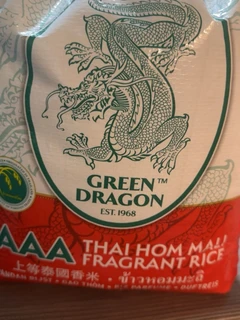 GREEN™
DRAGON
EST. 1968
AAA THAI HOM MALI
FRAGRANT RICE
上等泰國香米 · ข้าวหอมมะลิ
DUFTREIS